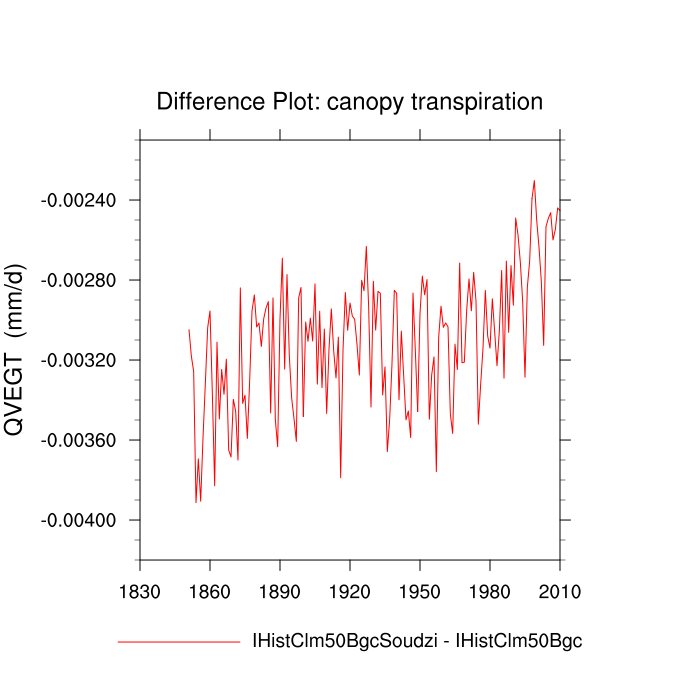 Difference Plot: canopy transpiration
QVEGT (mm/d)
-0.00240
-0.00280
-0.00320
-0.00360
-0.00400
1830 1860 1890 1920 1950 1980 2010
IHistClm50BgcSoudzi - IHistClm50Bgc